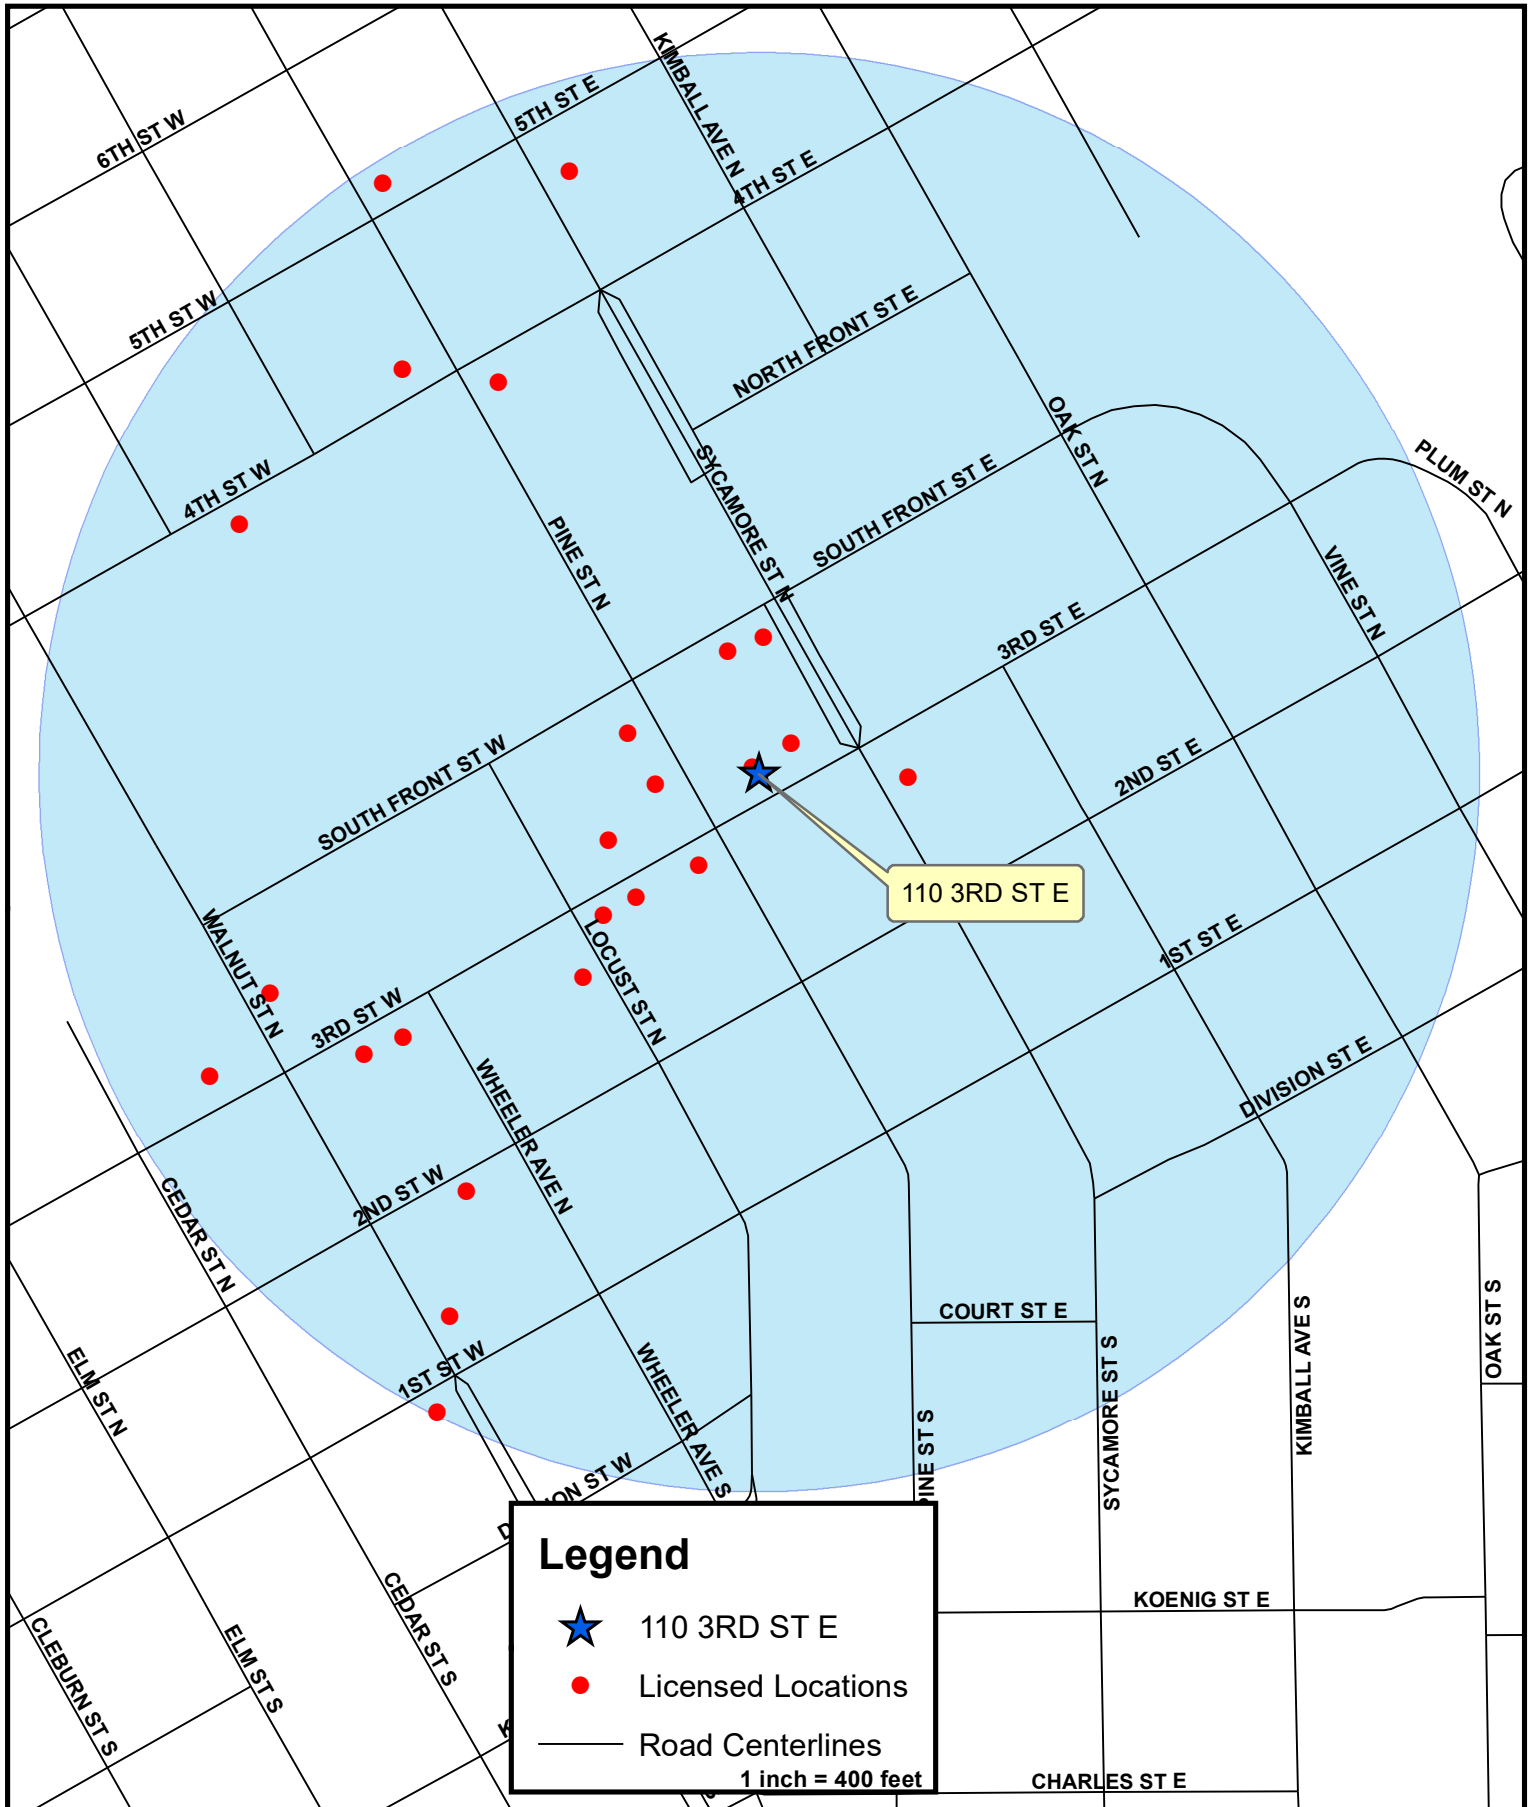 KIMBALL AVE N
5TH ST E
6TH ST W
4TH ST E
5TH ST W
NORTH FRONT ST E
OAK ST N
PLUM ST N
SYCAMORE ST N
SOUTH FRONT ST E
4TH ST W
PINE ST N
VINE ST N
3RD ST E
SOUTH FRONT ST W
2ND ST E
110 3RD ST E
WALNUT ST N
LOCUST ST N
1ST ST E
3RD ST W
DIVISION ST E
WHEELER AVE N
2ND ST W
CEDAR ST N
COURT ST E
OAK ST S
KIMBALL AVE S
SYCAMORE ST S
1ST ST W
ELM ST N
WHEELER AVE S
ST S
ST W
Legend
110 3RD ST E
Licensed Locations
Road Centerlines
1 inch = 400 feet
CEDAR ST S
ELM ST S
CLEBURN ST S
KOENIG ST E
CHARLES ST E